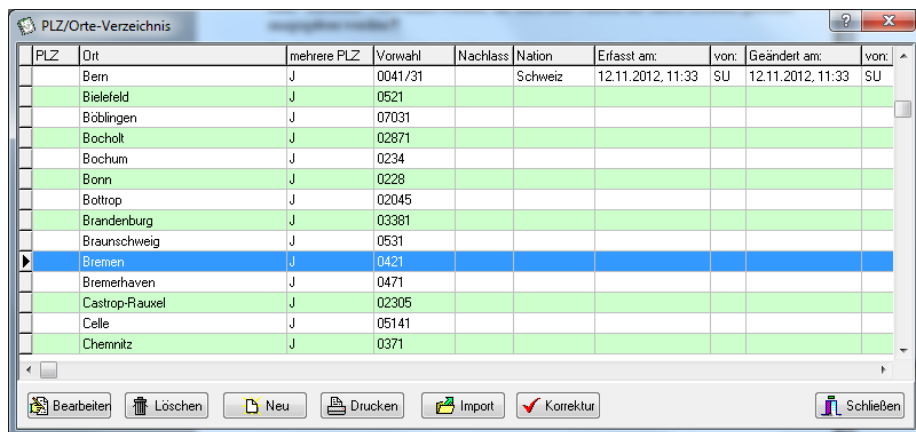 PLZ/Orte-Verzeichnis
PLZ Ort mehrere PLZ Vorwahl Nachlass Nation Erfasst am: von: Geändert am: von:
Bern J 0041/31 Schweiz 12.11.2012, 11:33 SU 12.11.2012, 11:33 SU
Bielefeld J 0521
Böblingen J 07031
Bocholt J 02871
Bochum J 0234
Bonn J 0228
Bottrop J 02045
Brandenburg J 03381
Braunschweig J 0531
Bremen J 0421
Bremerhaven J 0471
Castrop-Rauxel J 02305
Celle J 05141
Chemnitz J 0371
Bearbeiten Löschen Neu Drucken Import Korrektur Schließen